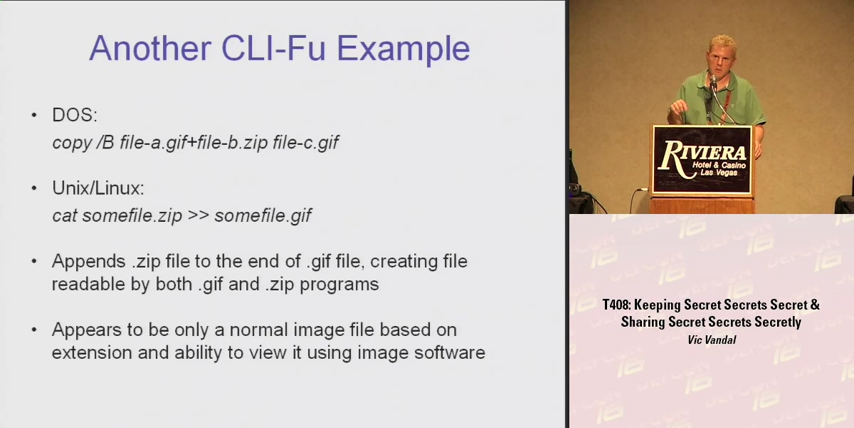 Another CLI-Fu Example
• DOS:
copy /B file-a.gif+file-b.zip file-c.gif
• Unix/Linux:
cat somefile.zip >> somefile.gif
• Appends .zip file to the end of .gif file, creating file
readable by both .gif and .zip programs
• Appears to be only a normal image file based on
extension and ability to view it using image software
RIVIERA
Hotel & Casino
Las Vegas
T408: Keeping Secret Secrets Secret &
Sharing Secret Secrets Secretly
Vic Vandal